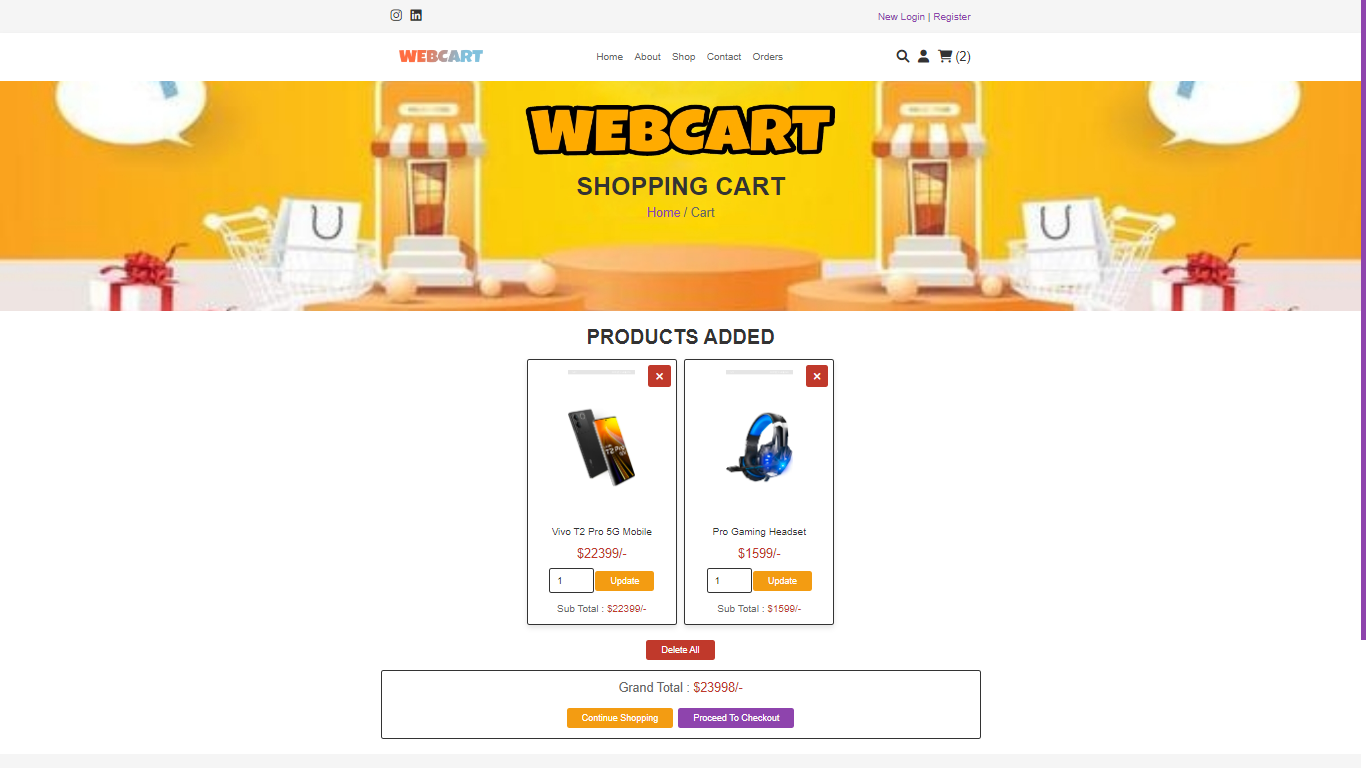 New Login | Register
WEBCART
Home About Shop Contact Orders
(2)
WEBCART
SHOPPING CART
Home / Cart
PRODUCTS ADDED
Vivo T2 Pro 5G Mobile
$22399/-
1 Update
Sub Total : $22399/-
Pro Gaming Headset
$1599/-
1 Update
Sub Total : $1599/-
Delete All
Grand Total : $23998/-
Continue Shopping Proceed To Checkout